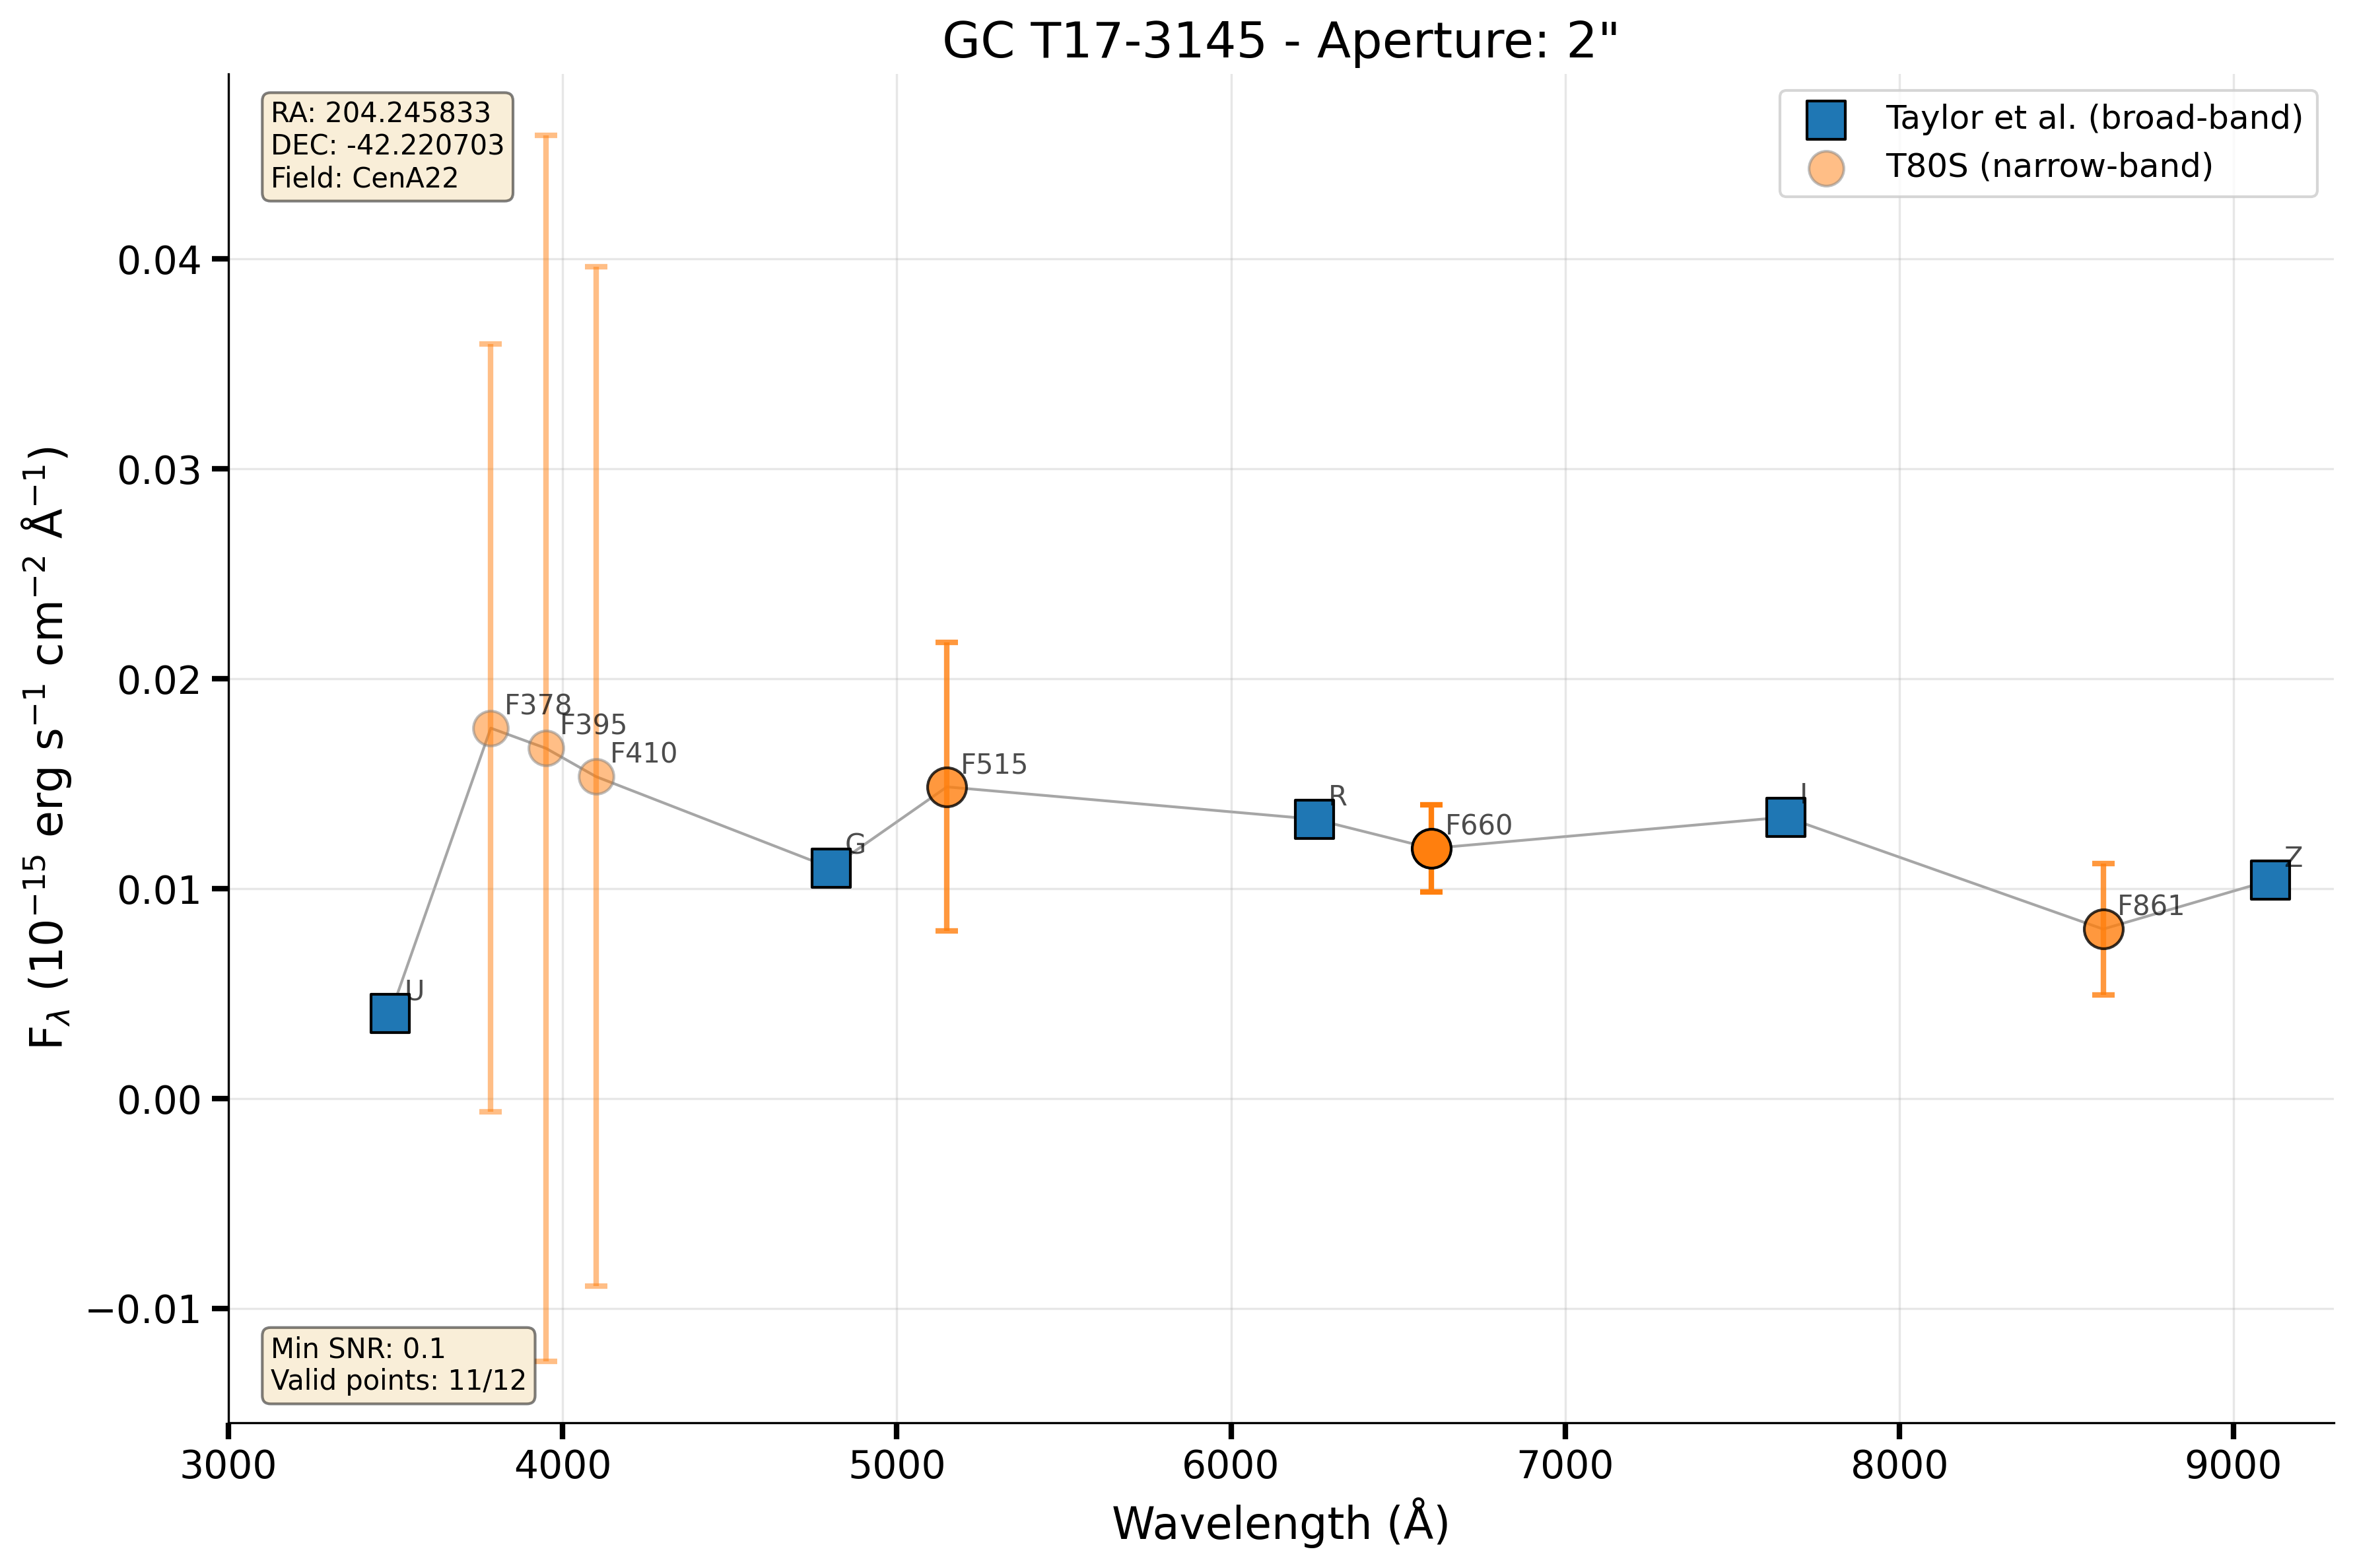 GC T17-3145 - Aperture: 2"
RA: 204.245833
DEC: -42.220703
Field: CenA22
Taylor et al. (broad-band)
T80S (narrow-band)
F_λ (10⁻¹⁵ erg s⁻¹ cm⁻² Å⁻¹)
0.04
0.03
0.02
0.01
0.00
−0.01
U
F378
F395
F410
G
F515
R
F660
I
F861
Z
Min SNR: 0.1
Valid points: 11/12
3000 4000 5000 6000 7000 8000 9000
Wavelength (Å)